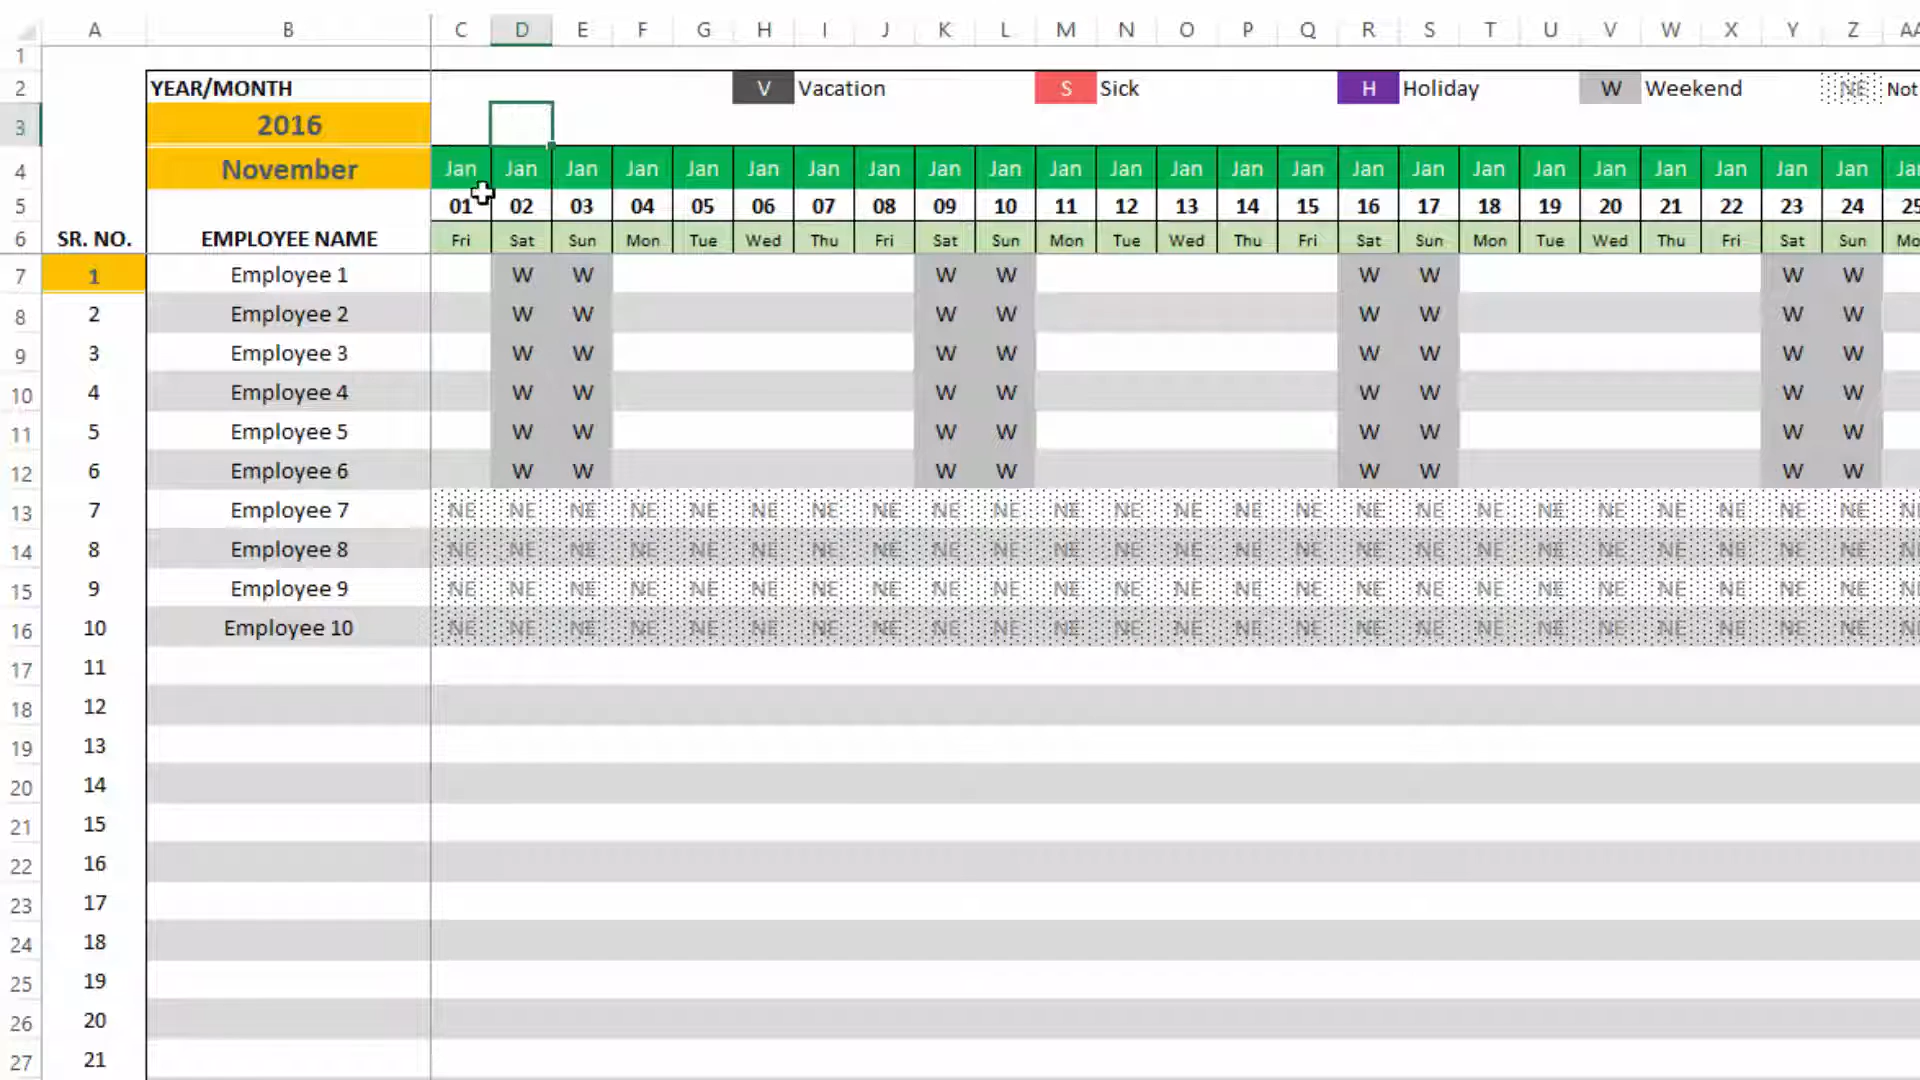 A B C D E F G H I J K L M N O P Q R S T U V W X Y Z AA
1
2 YEAR/MONTH V Vacation S Sick H Holiday W Weekend NE Not
3 2016
4 November Jan Jan Jan Jan Jan Jan Jan Jan Jan Jan Jan Jan Jan Jan Jan Jan Jan Jan Jan Jan Jan Jan Jan Jan Ja
5 01 02 03 04 05 06 07 08 09 10 11 12 13 14 15 16 17 18 19 20 21 22 23 24 25
6 SR. NO. EMPLOYEE NAME Fri Sat Sun Mon Tue Wed Thu Fri Sat Sun Mon Tue Wed Thu Fri Sat Sun Mon Tue Wed Thu Fri Sat Sun Mo
7 1 Employee 1 W W W W W W W W
8 2 Employee 2 W W W W W W W W
9 3 Employee 3 W W W W W W W W
10 4 Employee 4 W W W W W W W W
11 5 Employee 5 W W W W W W W W
12 6 Employee 6 W W W W W W W W
13 7 Employee 7 NE NE NE NE NE NE NE NE NE NE NE NE NE NE NE NE NE NE NE NE NE NE NE NE N
14 8 Employee 8 NE NE NE NE NE NE NE NE NE NE NE NE NE NE NE NE NE NE NE NE NE NE NE NE N
15 9 Employee 9 NE NE NE NE NE NE NE NE NE NE NE NE NE NE NE NE NE NE NE NE NE NE NE NE N
16 10 Employee 10 NE NE NE NE NE NE NE NE NE NE NE NE NE NE NE NE NE NE NE NE NE NE NE NE N
17 11
18 12
19 13
20 14
21 15
22 16
23 17
24 18
25 19
26 20
27 21